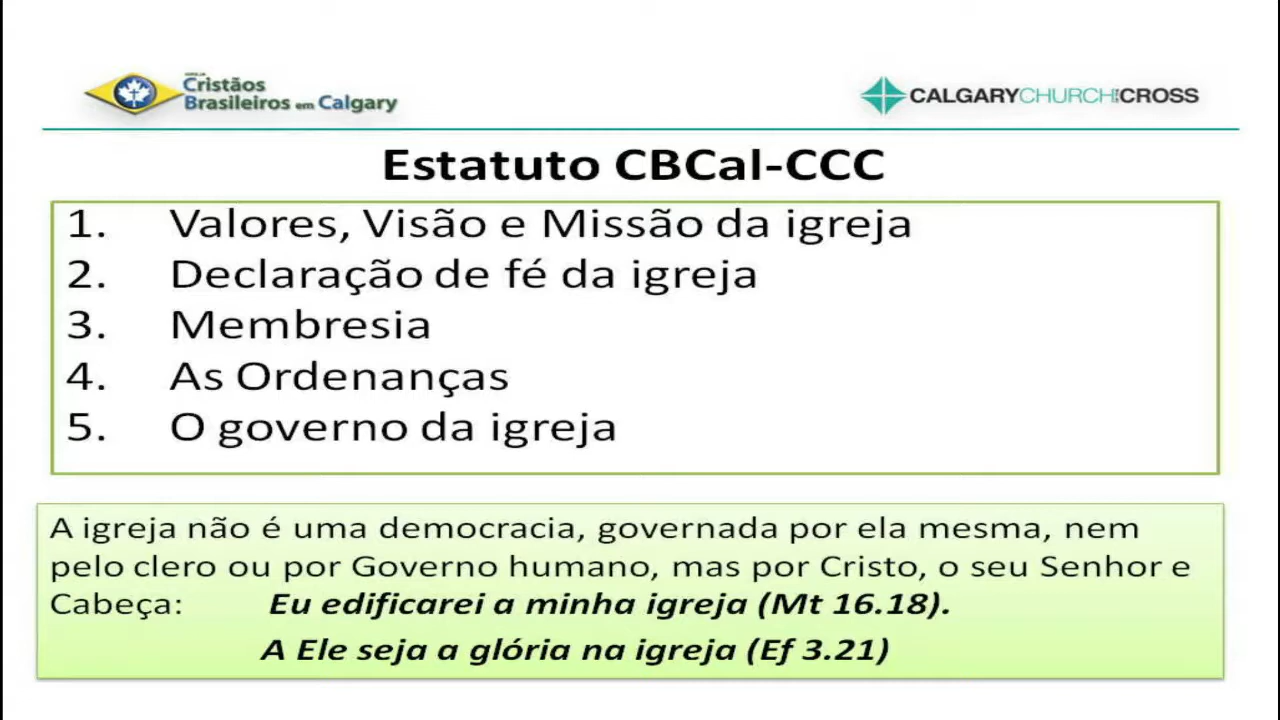 IGREJA
Cristãos
Brasileiros em Calgary
CALGARYCHURCHOFTHECROSS
Estatuto CBCal-CCC
1. Valores, Visão e Missão da igreja
2. Declaração de fé da igreja
3. Membresia
4. As Ordenanças
5. O governo da igreja
A igreja não é uma democracia, governada por ela mesma, nem
pelo clero ou por Governo humano, mas por Cristo, o seu Senhor e
Cabeça: Eu edificarei a minha igreja (Mt 16.18).
A Ele seja a glória na igreja (Ef 3.21)